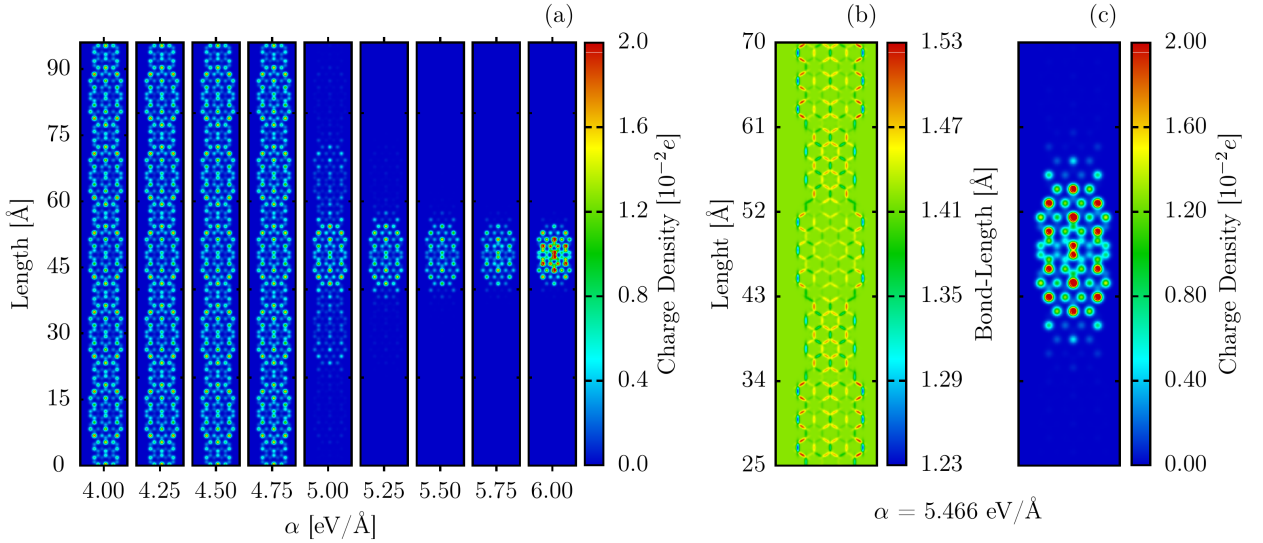 (a)
(b)
(c)
90
75
60
45
30
15
0
Length [Å]
4.00 4.25 4.50 4.75 5.00 5.25 5.50 5.75 6.00
α [eV/Å]
2.0
1.6
1.2
0.8
0.4
0.0
Charge Density [10⁻²e]
70
61
52
43
34
25
Lenght [Å]
1.53
1.47
1.41
1.35
1.29
1.23
Bond-Length [Å]
2.00
1.60
1.20
0.80
0.40
0.00
Charge Density [10⁻²e]
α = 5.466 eV/Å